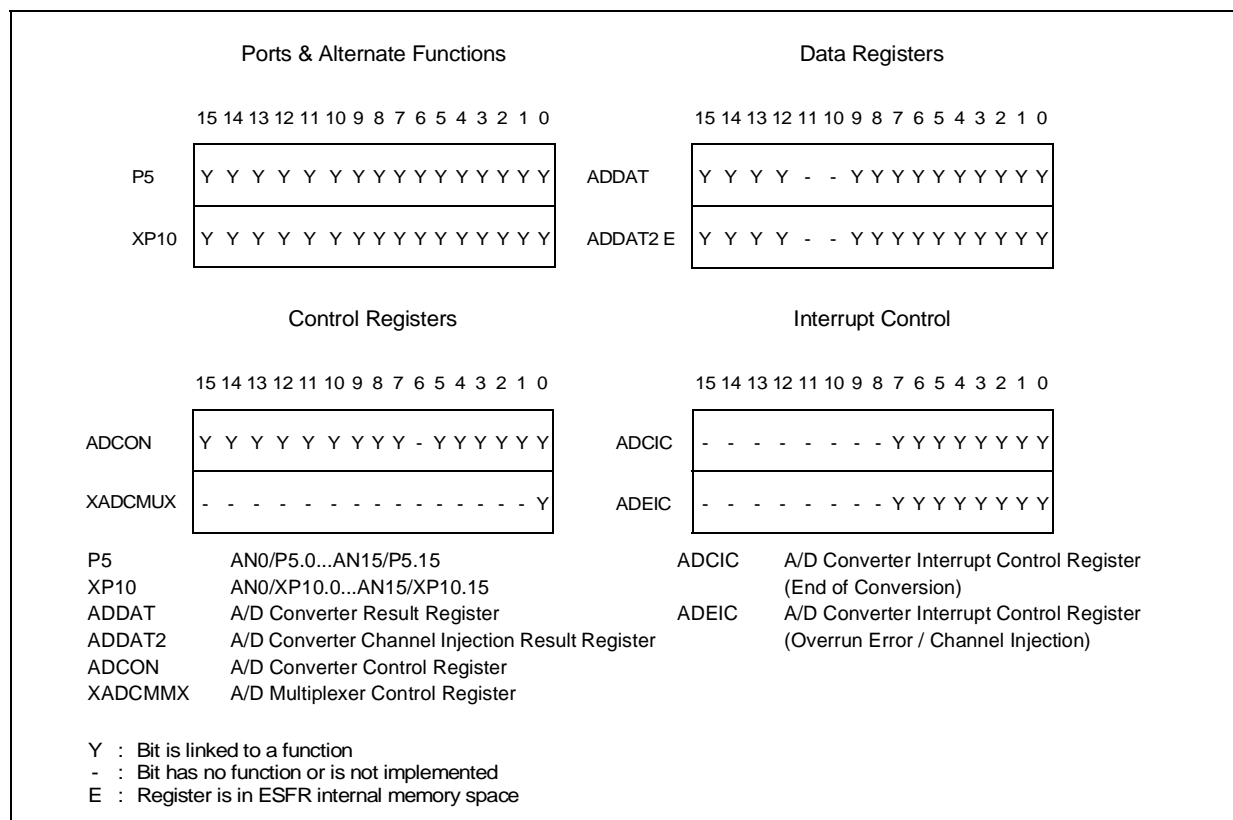 Ports & Alternate Functions
Data Registers
15 14 13 12 11 10 9 8 7 6 5 4 3 2 1 0
15 14 13 12 11 10 9 8 7 6 5 4 3 2 1 0
P5 Y Y Y Y Y Y Y Y Y Y Y Y Y Y Y Y
ADDAT Y Y Y Y - - Y Y Y Y Y Y Y Y Y Y
XP10 Y Y Y Y Y Y Y Y Y Y Y Y Y Y Y Y
ADDAT2 E Y Y Y Y - - Y Y Y Y Y Y Y Y Y Y
Control Registers
Interrupt Control
15 14 13 12 11 10 9 8 7 6 5 4 3 2 1 0
15 14 13 12 11 10 9 8 7 6 5 4 3 2 1 0
ADCON Y Y Y Y Y Y Y Y Y - Y Y Y Y Y Y
ADCIC - - - - - - - - Y Y Y Y Y Y Y Y
XADCMUX - - - - - - - - - - - - - - - Y
ADEIC - - - - - - - - Y Y Y Y Y Y Y Y
P5 AN0/P5.0...AN15/P5.15
XP10 AN0/XP10.0...AN15/XP10.15
ADDAT A/D Converter Result Register
ADDAT2 A/D Converter Channel Injection Result Register
ADCON A/D Converter Control Register
XADCMMX A/D Multiplexer Control Register
ADCIC A/D Converter Interrupt Control Register
(End of Conversion)
ADEIC A/D Converter Interrupt Control Register
(Overrun Error / Channel Injection)
Y : Bit is linked to a function
- : Bit has no function or is not implemented
E : Register is in ESFR internal memory space